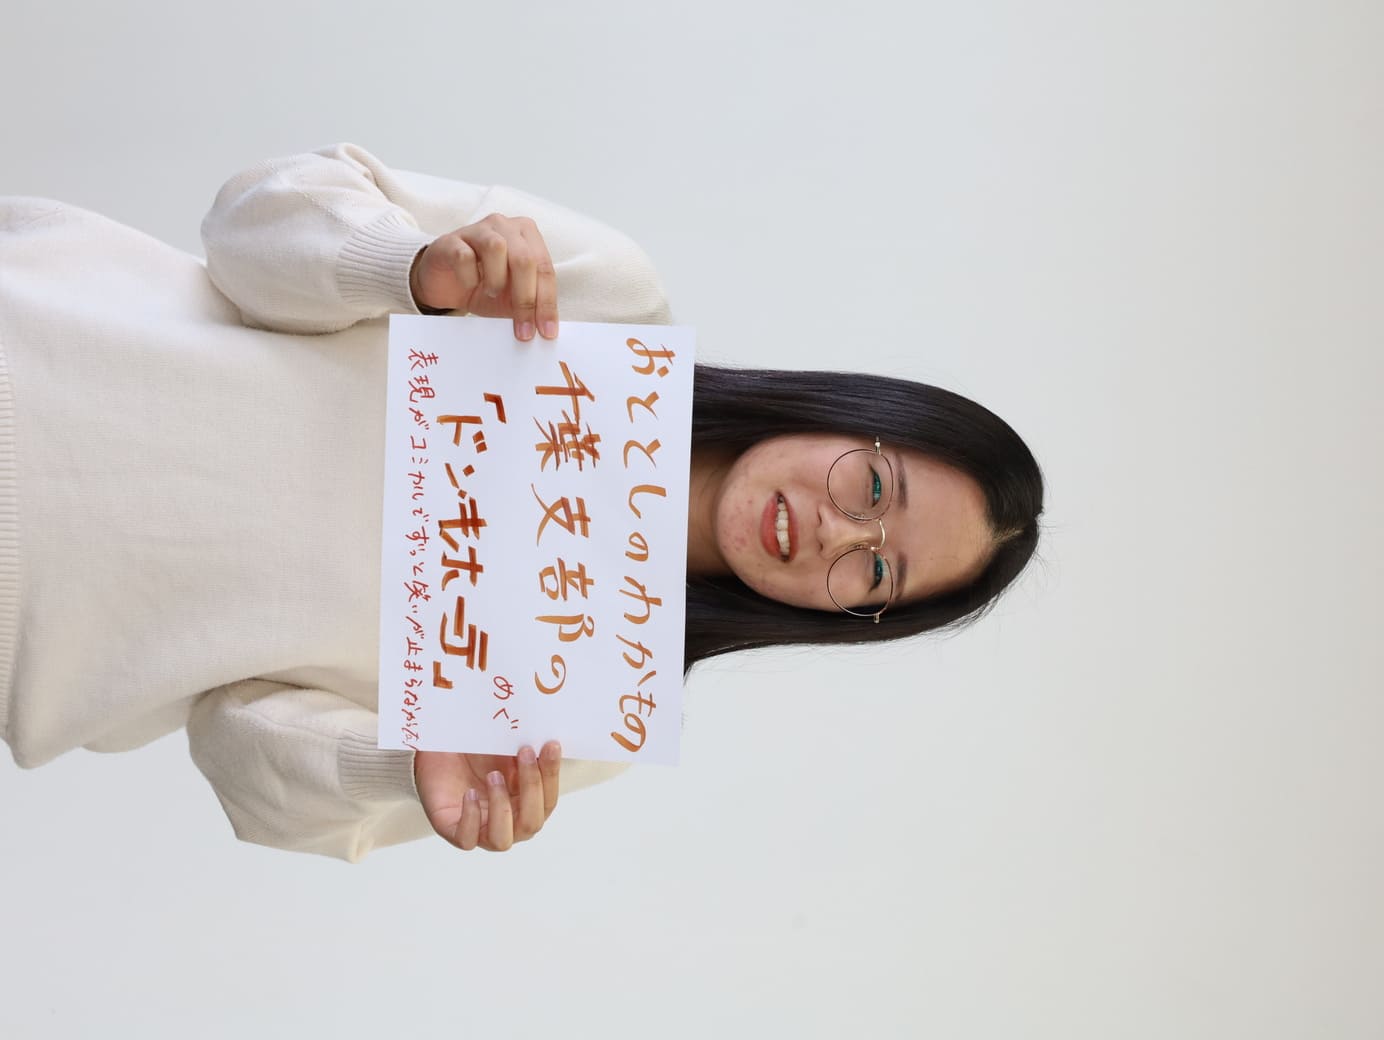 おととしのわかもの
千葉支部の
めぐ
「ドンキホーテ」
表現がコミカルでずっと笑いが止まらなかった!